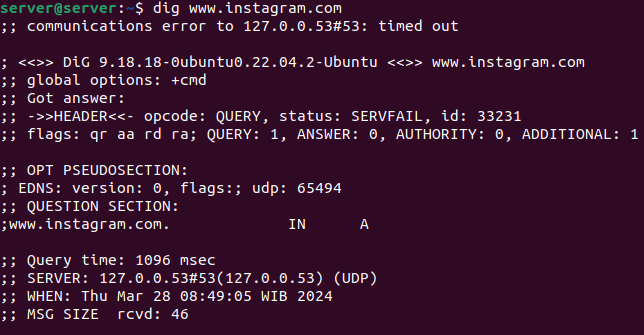 server@server:~$ dig www.instagram.com
;; communications error to 127.0.0.53#53: timed out
; <<>> DiG 9.18.18-0ubuntu0.22.04.2-Ubuntu <<>> www.instagram.com
;; global options: +cmd
;; Got answer:
;; ->>HEADER<<- opcode: QUERY, status: SERVFAIL, id: 33231
;; flags: qr aa rd ra; QUERY: 1, ANSWER: 0, AUTHORITY: 0, ADDITIONAL: 1
;; OPT PSEUDOSECTION:
; EDNS: version: 0, flags:; udp: 65494
;; QUESTION SECTION:
;www.instagram.com. IN A
;; Query time: 1096 msec
;; SERVER: 127.0.0.53#53(127.0.0.53) (UDP)
;; WHEN: Thu Mar 28 08:49:05 WIB 2024
;; MSG SIZE rcvd: 46